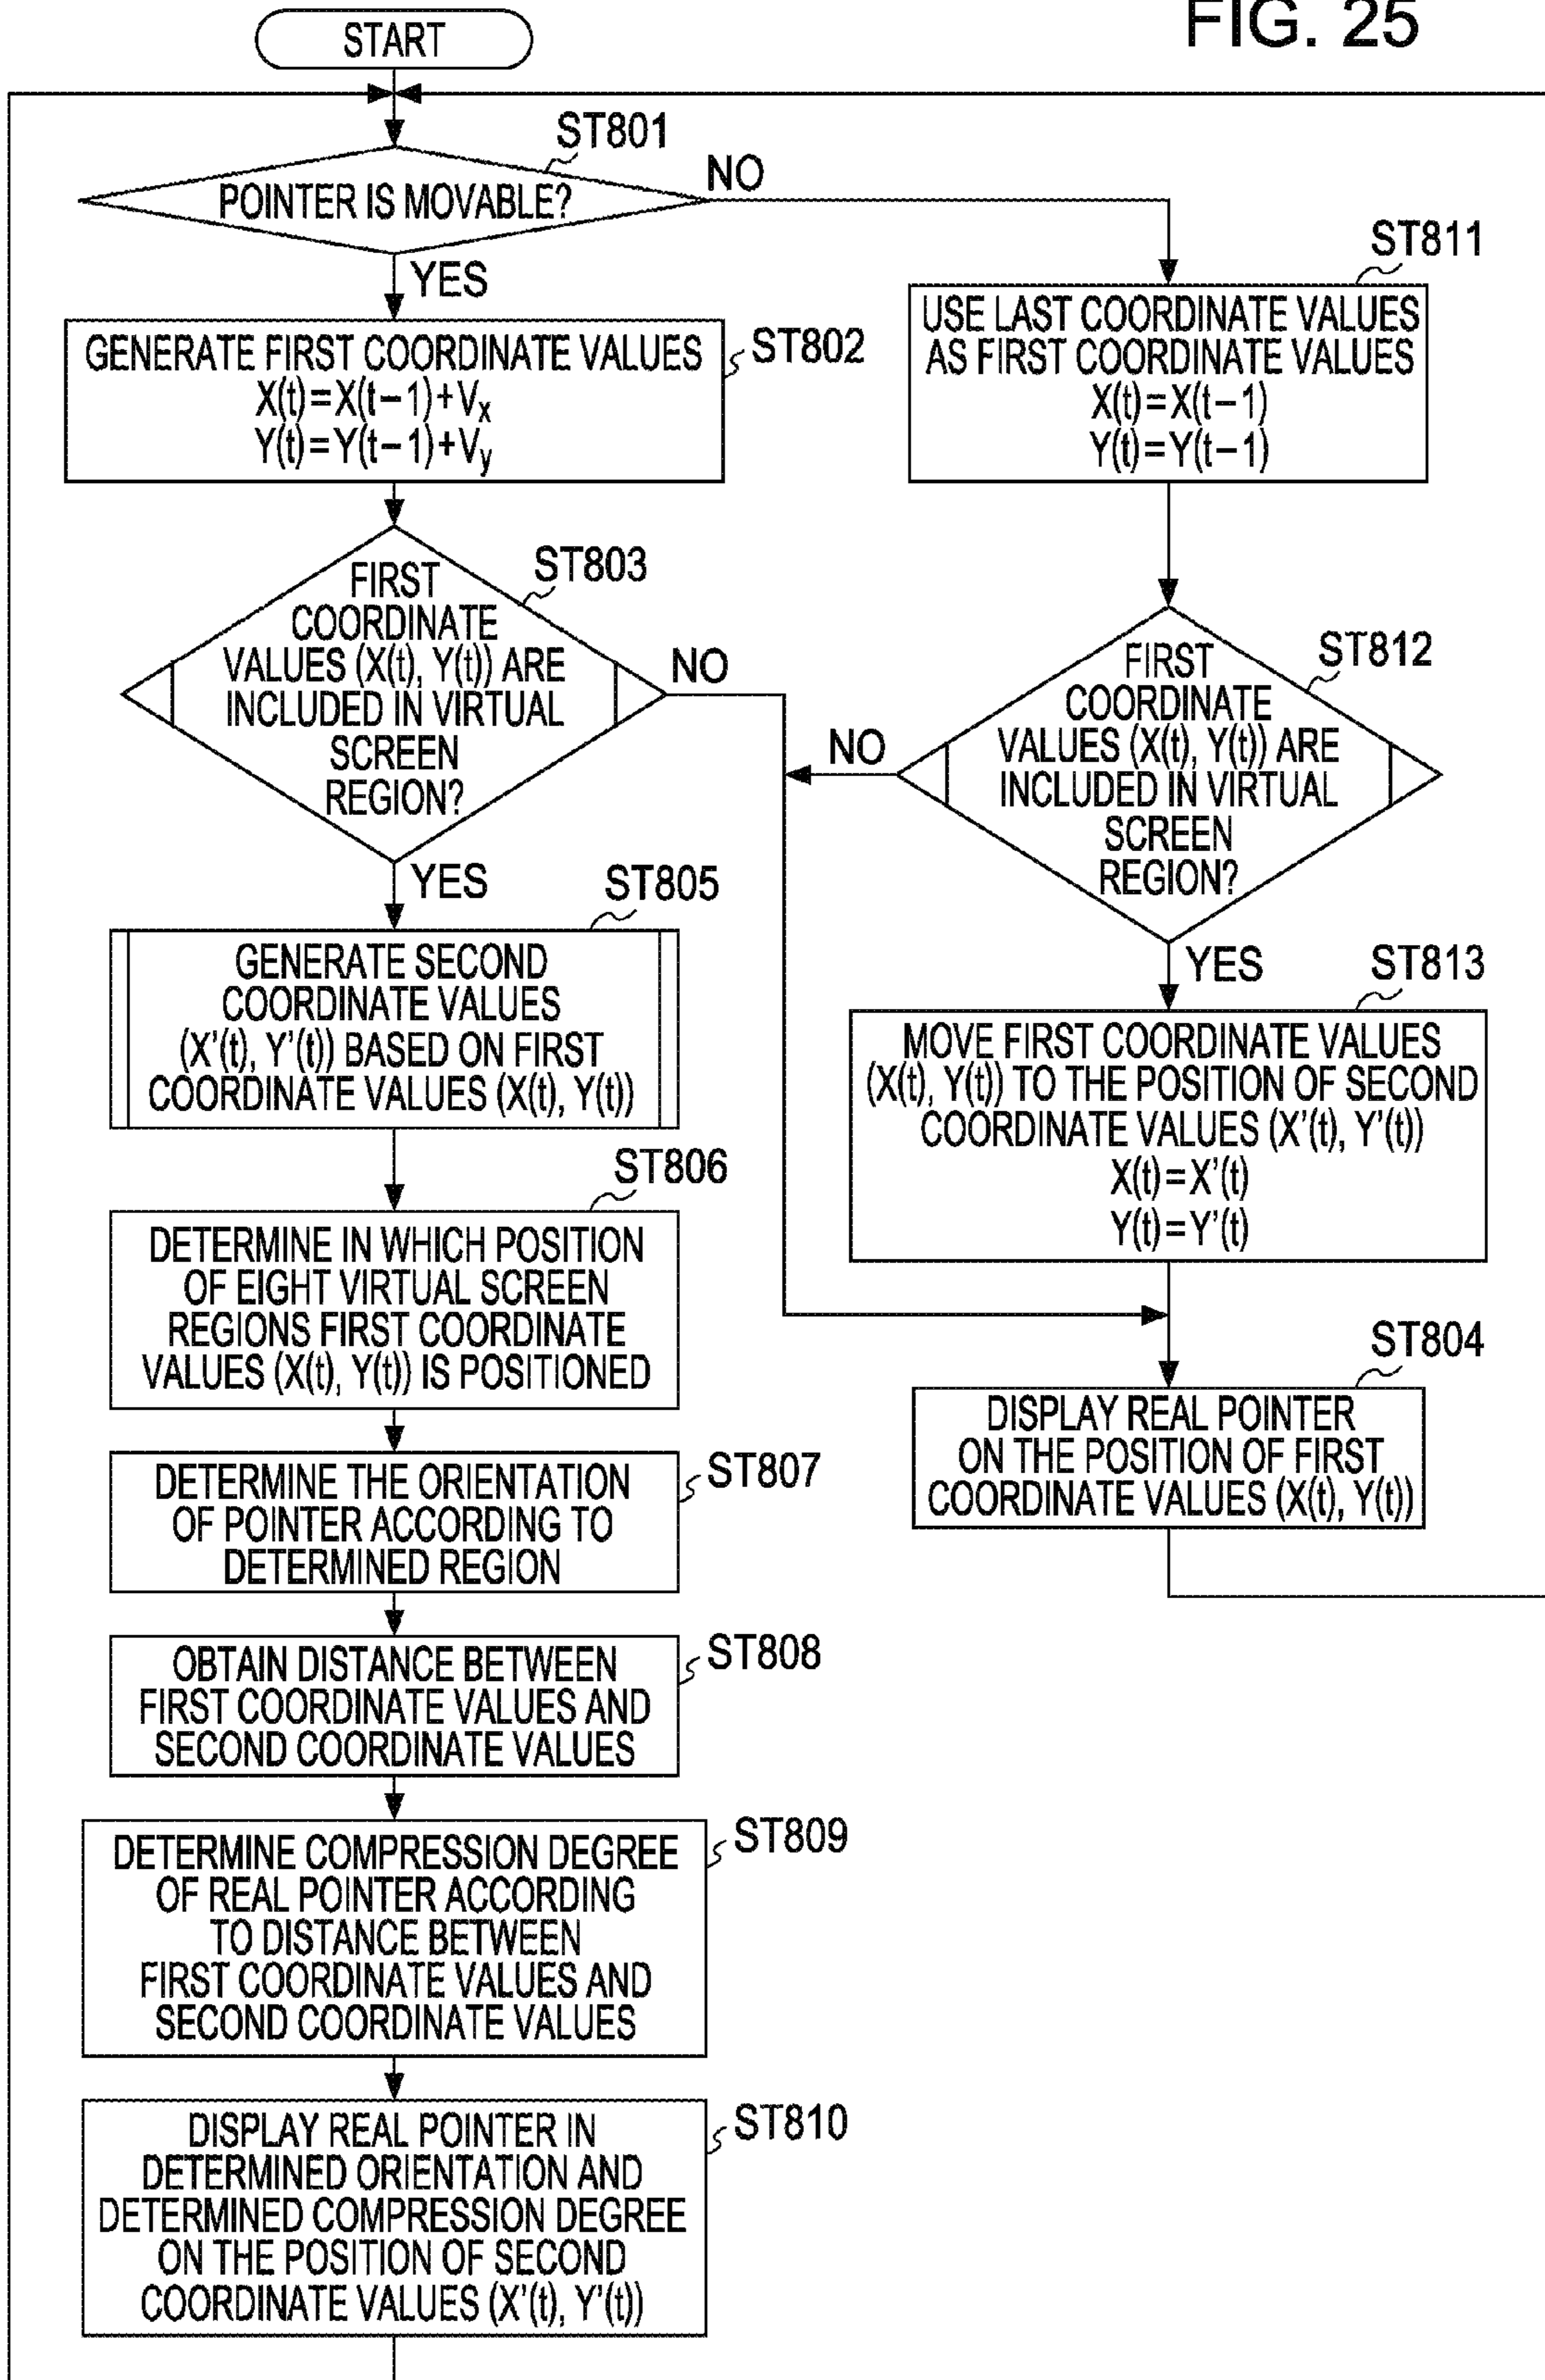 FIG. 25
START
ST801
POINTER IS MOVABLE?
NO
YES
GENERATE FIRST COORDINATE VALUES
X(t)=X(t−1)+Vx
Y(t)=Y(t−1)+Vy
ST802
ST811
USE LAST COORDINATE VALUES
AS FIRST COORDINATE VALUES
X(t)=X(t−1)
Y(t)=Y(t−1)
ST803
FIRST
COORDINATE
VALUES (X(t), Y(t)) ARE
INCLUDED IN VIRTUAL
SCREEN
REGION?
NO
YES
ST812
FIRST
COORDINATE
VALUES (X(t), Y(t)) ARE
INCLUDED IN VIRTUAL
SCREEN
REGION?
NO
YES
ST805
GENERATE SECOND
COORDINATE VALUES
(X'(t), Y'(t)) BASED ON FIRST
COORDINATE VALUES (X(t), Y(t))
ST813
MOVE FIRST COORDINATE VALUES
(X(t), Y(t)) TO THE POSITION OF SECOND
COORDINATE VALUES (X'(t), Y'(t))
X(t)=X'(t)
Y(t)=Y'(t)
ST806
DETERMINE IN WHICH POSITION
OF EIGHT VIRTUAL SCREEN
REGIONS FIRST COORDINATE
VALUES (X(t), Y(t)) IS POSITIONED
ST804
DISPLAY REAL POINTER
ON THE POSITION OF FIRST
COORDINATE VALUES (X(t), Y(t))
DETERMINE THE ORIENTATION
OF POINTER ACCORDING TO
DETERMINED REGION
ST807
OBTAIN DISTANCE BETWEEN
FIRST COORDINATE VALUES AND
SECOND COORDINATE VALUES
ST808
DETERMINE COMPRESSION DEGREE
OF REAL POINTER ACCORDING
TO DISTANCE BETWEEN
FIRST COORDINATE VALUES AND
SECOND COORDINATE VALUES
ST809
DISPLAY REAL POINTER IN
DETERMINED ORIENTATION AND
DETERMINED COMPRESSION DEGREE
ON THE POSITION OF SECOND
COORDINATE VALUES (X'(t), Y'(t))
ST810